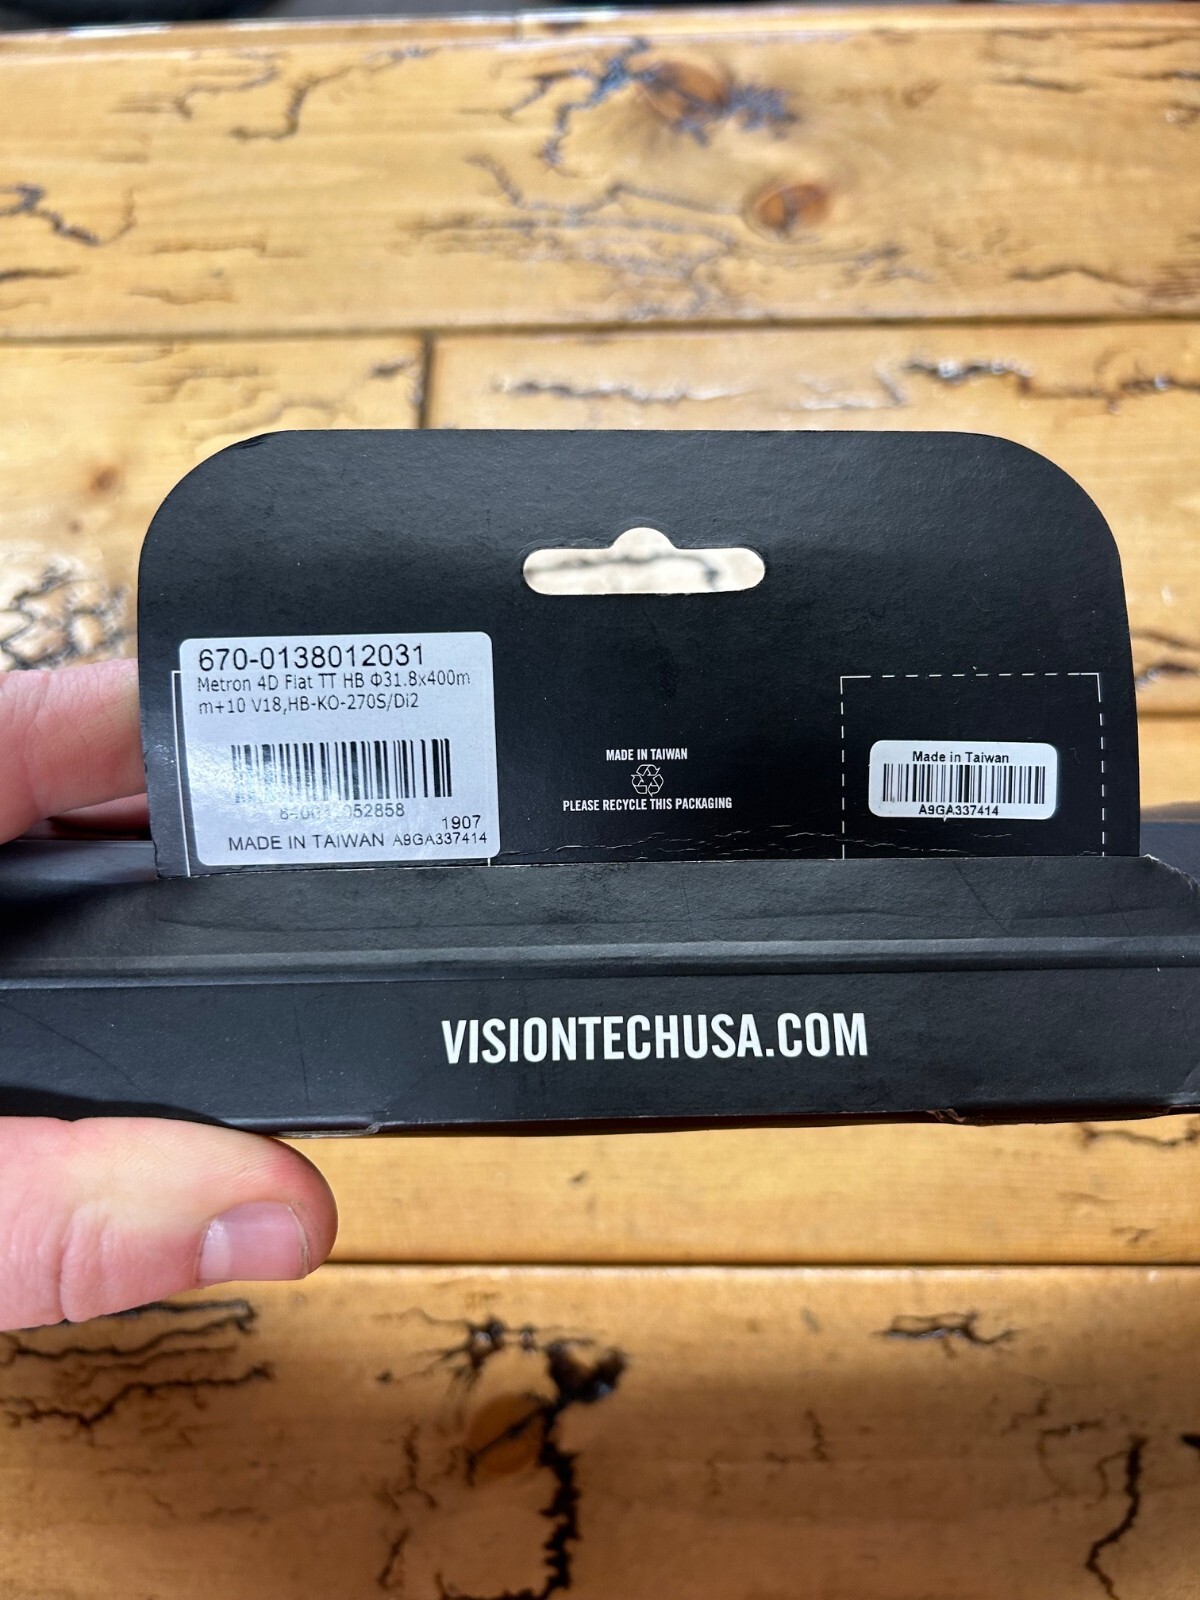 670-0138012031
Metron 4D Flat TT HB Φ31.8x400m
m+10 V18,HB-KO-270S/Di2
1907
MADE IN TAIWAN A9GA337414
MADE IN TAIWAN
PLEASE RECYCLE THIS PACKAGING
Made in Taiwan
A9GA337414
VISIONTECHUSA.COM